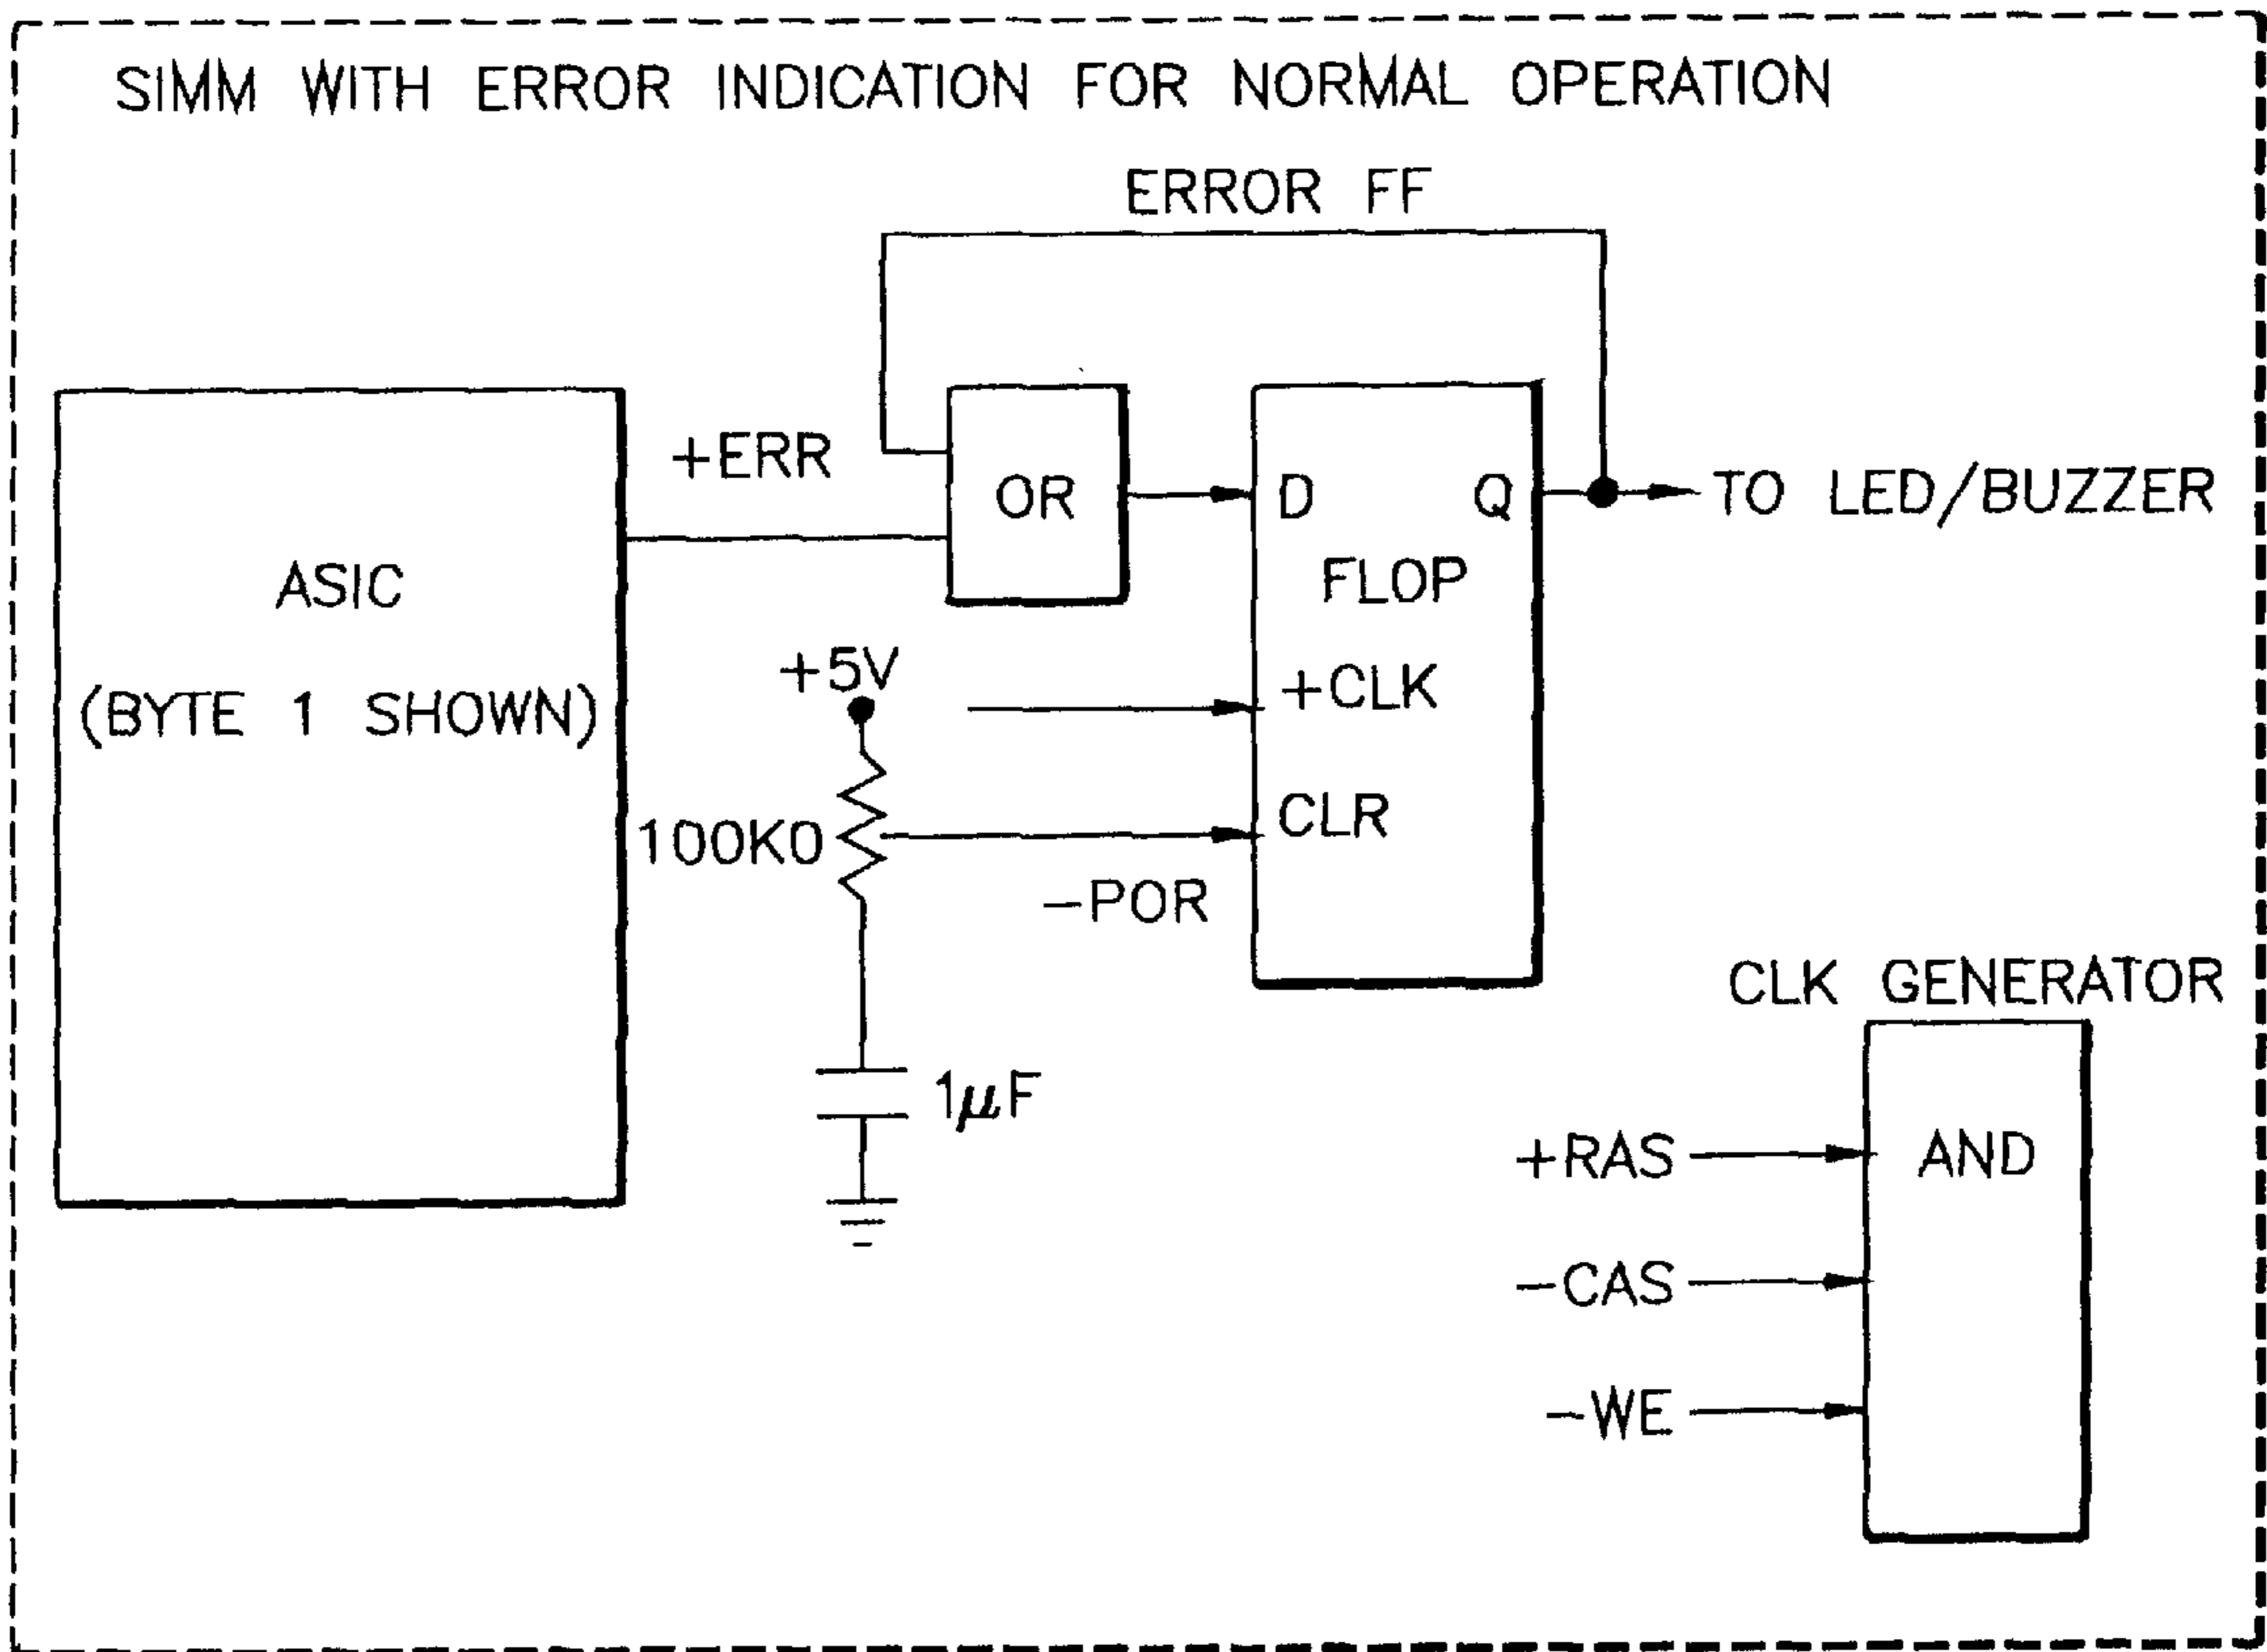 SIMM WITH ERROR INDICATION FOR NORMAL OPERATION
ERROR FF
+ERR
OR
D
Q
TO LED/BUZZER
FLOP
ASIC
(BYTE 1 SHOWN)
+5V
+CLK
100K0
CLR
-POR
CLK GENERATOR
1μF
+RAS
AND
-CAS
-WE